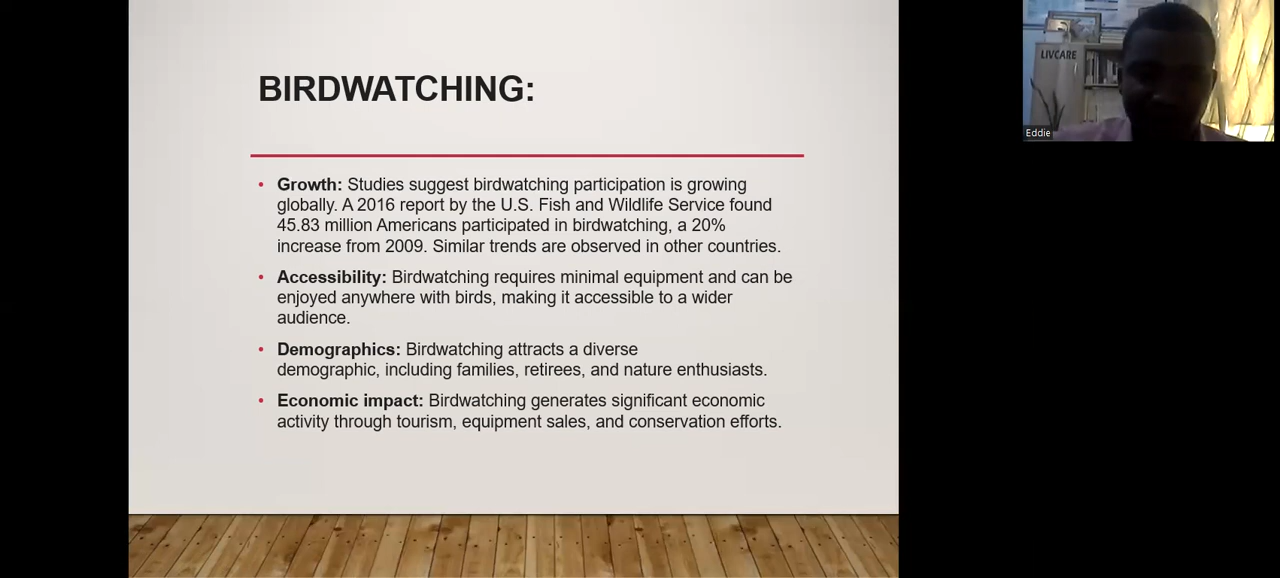 BIRDWATCHING:
• Growth: Studies suggest birdwatching participation is growing
globally. A 2016 report by the U.S. Fish and Wildlife Service found
45.83 million Americans participated in birdwatching, a 20%
increase from 2009. Similar trends are observed in other countries.
• Accessibility: Birdwatching requires minimal equipment and can be
enjoyed anywhere with birds, making it accessible to a wider
audience.
• Demographics: Birdwatching attracts a diverse
demographic, including families, retirees, and nature enthusiasts.
• Economic impact: Birdwatching generates significant economic
activity through tourism, equipment sales, and conservation efforts.
LIVCARE
Eddie